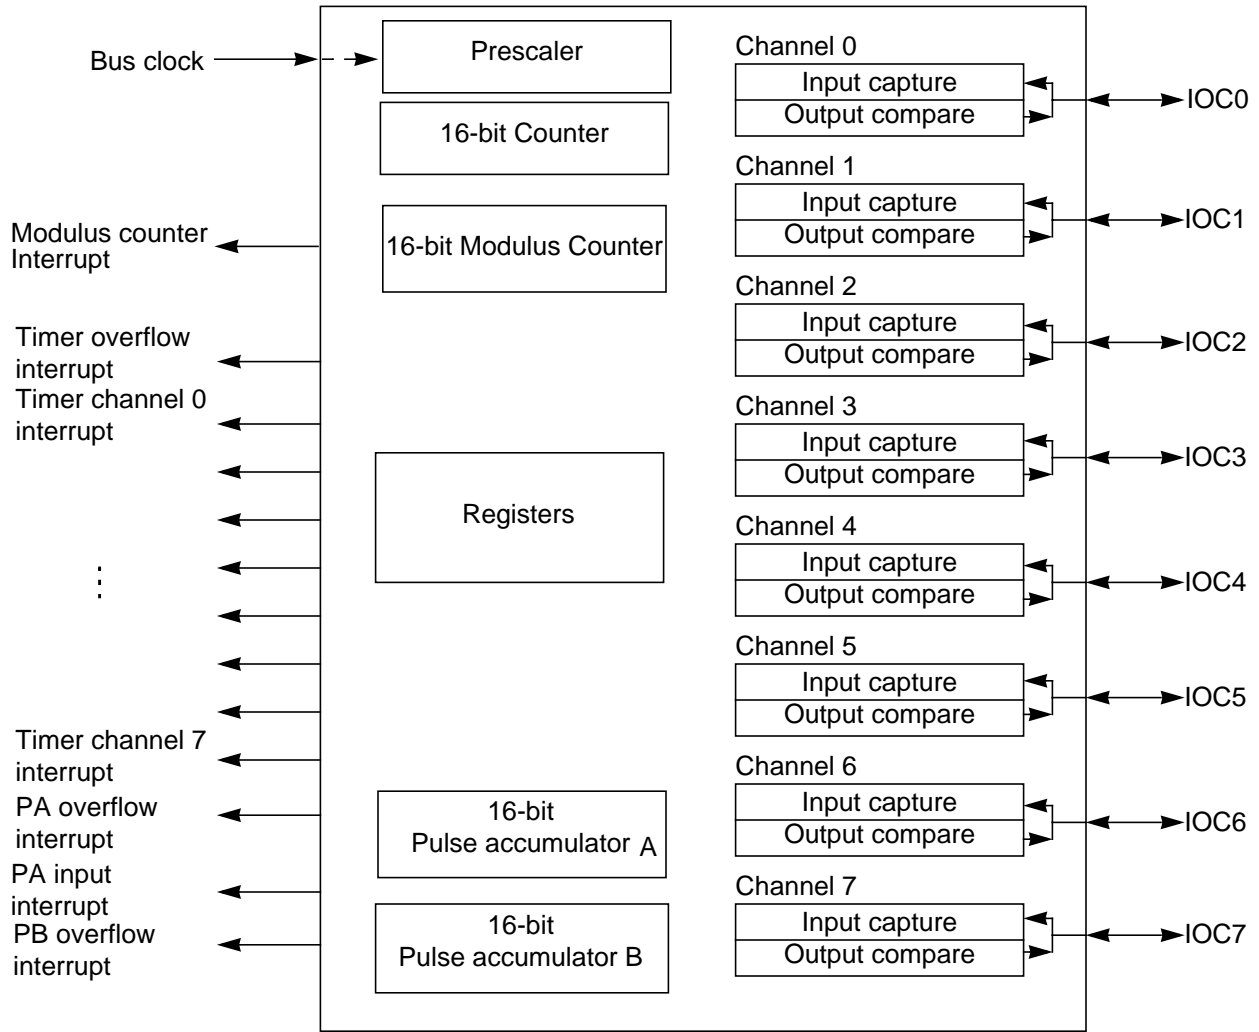 Bus clock
Modulus counter
Interrupt
Timer overflow
interrupt
Timer channel 0
interrupt
Timer channel 7
interrupt
PA overflow
interrupt
PA input
interrupt
PB overflow
interrupt
Prescaler
16-bit Counter
16-bit Modulus Counter
Registers
16-bit
Pulse accumulator A
16-bit
Pulse accumulator B
Channel 0
Input capture
Output compare
IOC0
Channel 1
Input capture
Output compare
IOC1
Channel 2
Input capture
Output compare
IOC2
Channel 3
Input capture
Output compare
IOC3
Channel 4
Input capture
Output compare
IOC4
Channel 5
Input capture
Output compare
IOC5
Channel 6
Input capture
Output compare
IOC6
Channel 7
Input capture
Output compare
IOC7